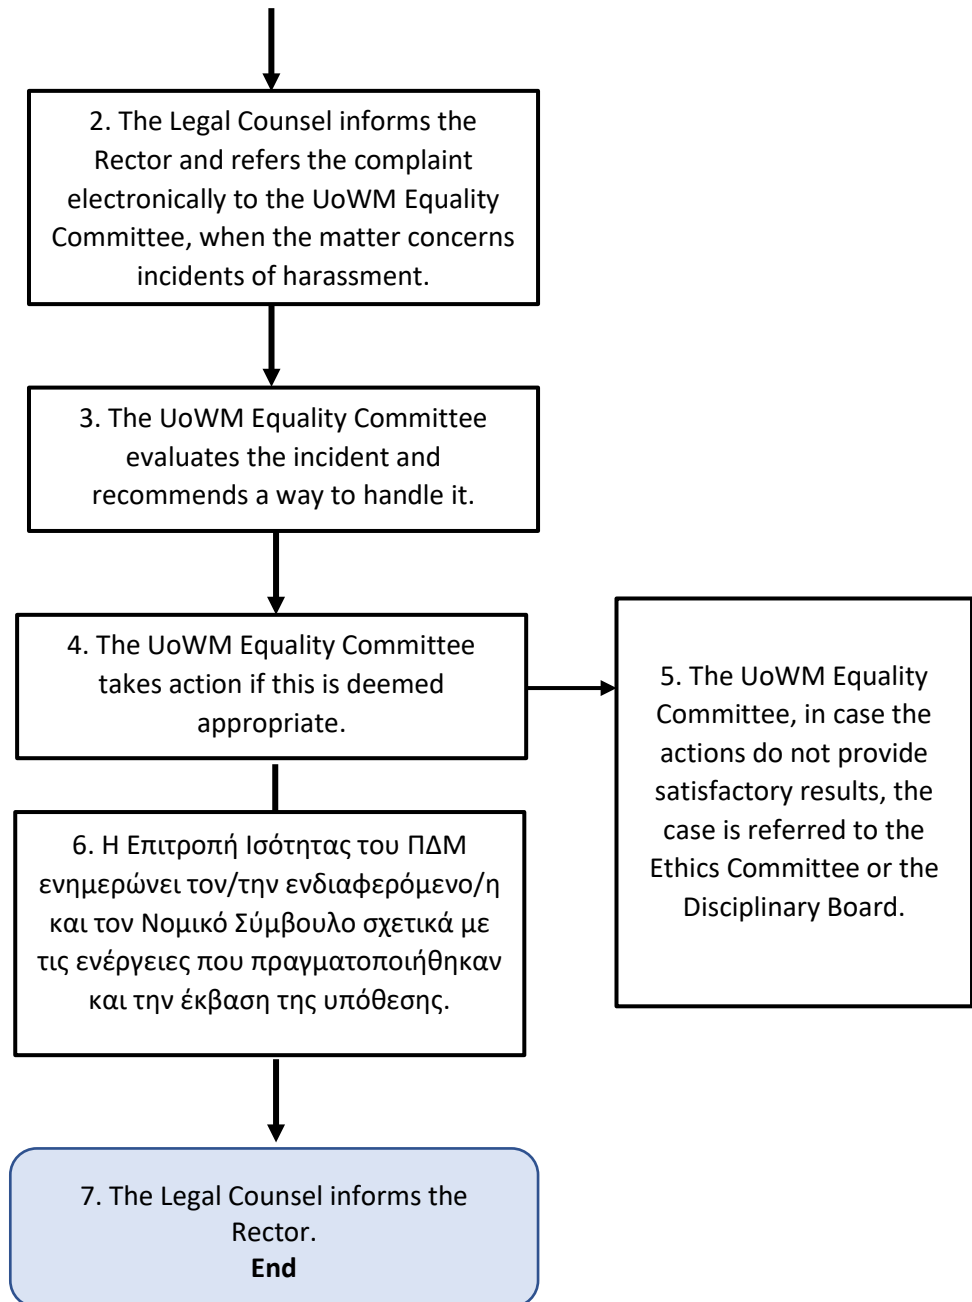 2. The Legal Counsel informs the
Rector and refers the complaint
electronically to the UoWM Equality
Committee, when the matter concerns
incidents of harassment.
3. The UoWM Equality Committee
evaluates the incident and
recommends a way to handle it.
4. The UoWM Equality Committee
takes action if this is deemed
appropriate.
5. The UoWM Equality
Committee, in case the
actions do not provide
satisfactory results, the
case is referred to the
Ethics Committee or the
Disciplinary Board.
6. Η Επιτροπή Ισότητας του ΠΔΜ
ενημερώνει τον/την ενδιαφερόμενο/η
και τον Νομικό Σύμβουλο σχετικά με
τις ενέργειες που πραγματοποιήθηκαν
και την έκβαση της υπόθεσης.
7. The Legal Counsel informs the
Rector.
End